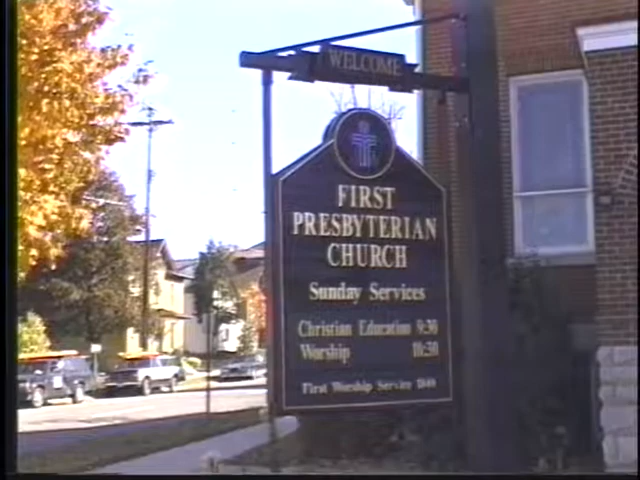 WELCOME
FIRST
PRESBYTERIAN
CHURCH
Sunday Services
Christian Education 9:30
Worship 10:30
First Worship Service 1849